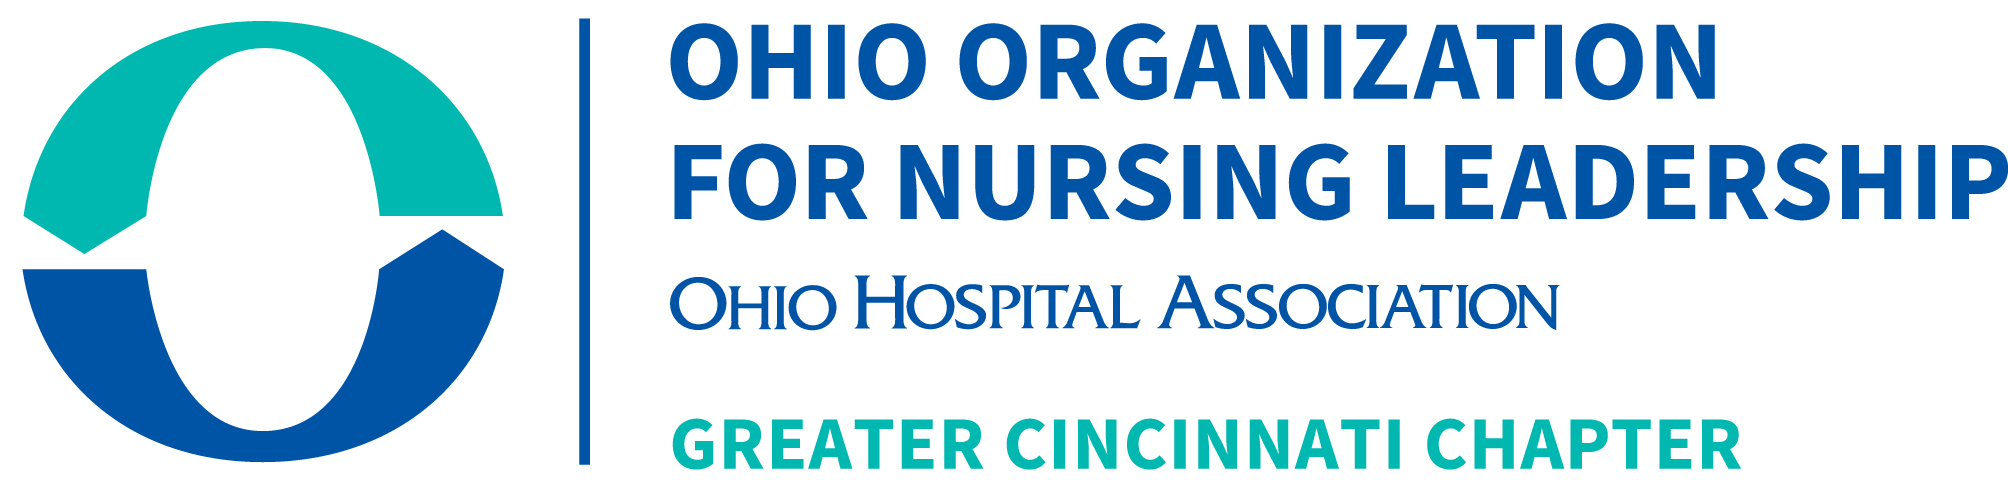 OHIO ORGANIZATION
FOR NURSING LEADERSHIP
OHIO HOSPITAL ASSOCIATION
GREATER CINCINNATI CHAPTER